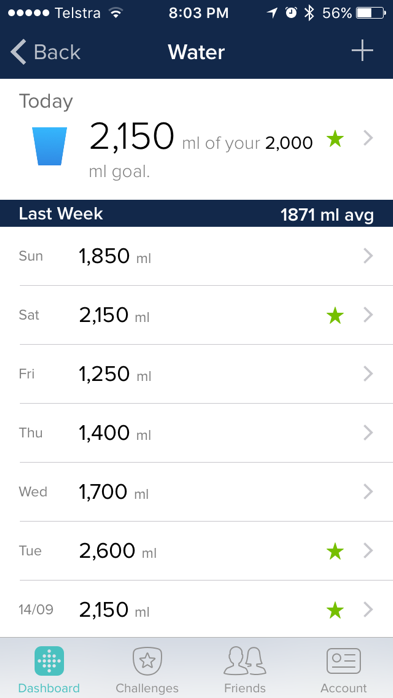 Telstra 8:03 PM 56%
Back Water
Today
2,150 ml of your 2,000
ml goal.
Last Week 1871 ml avg
Sun 1,850 ml
Sat 2,150 ml
Fri 1,250 ml
Thu 1,400 ml
Wed 1,700 ml
Tue 2,600 ml
14/09 2,150 ml
Dashboard Challenges Friends Account